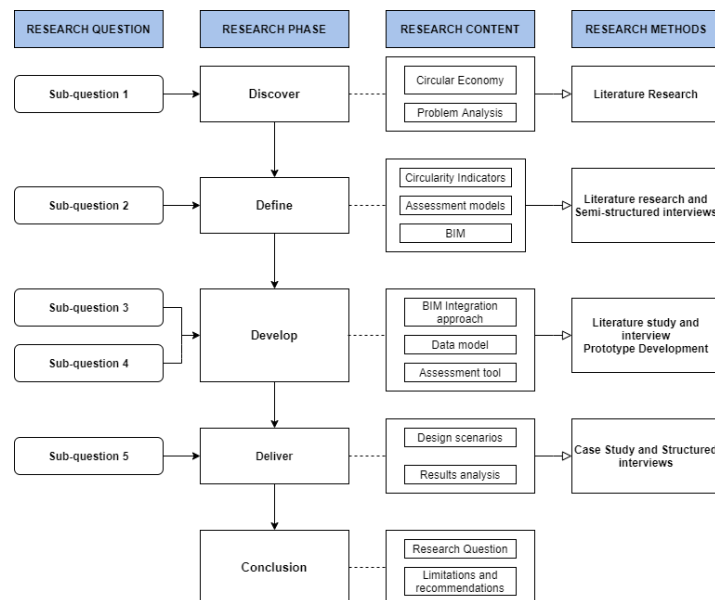 RESEARCH QUESTION
RESEARCH PHASE
RESEARCH CONTENT
RESEARCH METHODS
Sub-question 1
Discover
Circular Economy
Problem Analysis
Literature Research
Sub-question 2
Define
Circularity Indicators
Assessment models
BIM
Literature research and
Semi-structured interviews
Sub-question 3
Sub-question 4
Develop
BIM Integration
approach
Data model
Assessment tool
Literature study and
interview
Prototype Development
Sub-question 5
Deliver
Design scenarios
Results analysis
Case Study and Structured
interviews
Conclusion
Research Question
Limitations and
recommendations